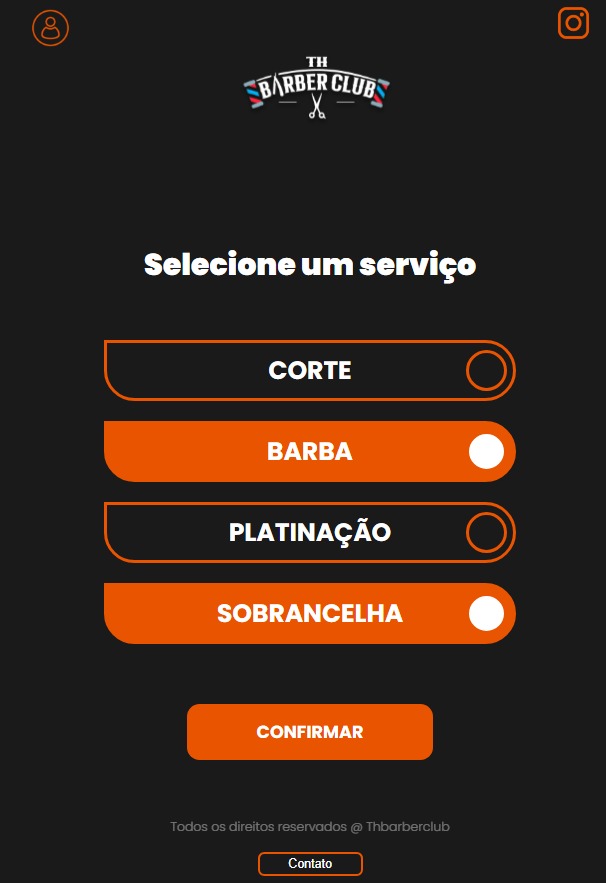 TH
BARBER CLUB
Selecione um serviço
CORTE
BARBA
PLATINAÇÃO
SOBRANCELHA
CONFIRMAR
Todos os direitos reservados @ Thbarberclub
Contato